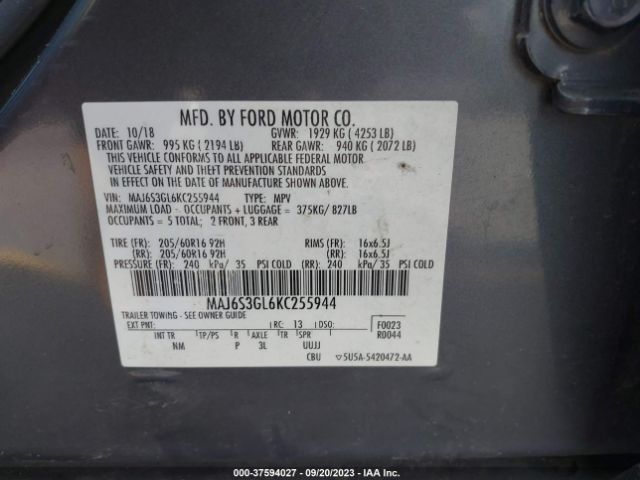 MFD. BY FORD MOTOR CO.
DATE: 10/18 GVWR: 1929 KG ( 4253 LB)
FRONT GAWR: 995 KG ( 2194 LB) REAR GAWR: 940 KG ( 2072 LB)
THIS VEHICLE CONFORMS TO ALL APPLICABLE FEDERAL MOTOR
VEHICLE SAFETY AND THEFT PREVENTION STANDARDS
IN EFFECT ON THE DATE OF MANUFACTURE SHOWN ABOVE.
VIN: MAJ6S3GL6KC255944 TYPE: MPV
MAXIMUM LOAD - OCCUPANTS + LUGGAGE = 375KG/ 827LB
OCCUPANTS = 5 TOTAL: 2 FRONT, 3 REAR
TIRE (FR): 205/60R16 92H RIMS (FR): 16x6.5J
(RR): 205/60R16 92H (RR): 16x6.5J
PRESSURE (FR): 240 kPa/ 35 PSI COLD (RR): 240 kPa/ 35 PSI COLD
MAJ6S3GL6KC255944
TRAILER TOWING - SEE OWNER GUIDE
EXT PNT: RC: 13 DSO: F0023
INT TR TP/PS R AXLE TR SPR R0044
NM P 3L UUJJ
CBU ▽5U5A-5420472-AA
000-37594027 - 09/20/2023 - IAA Inc.